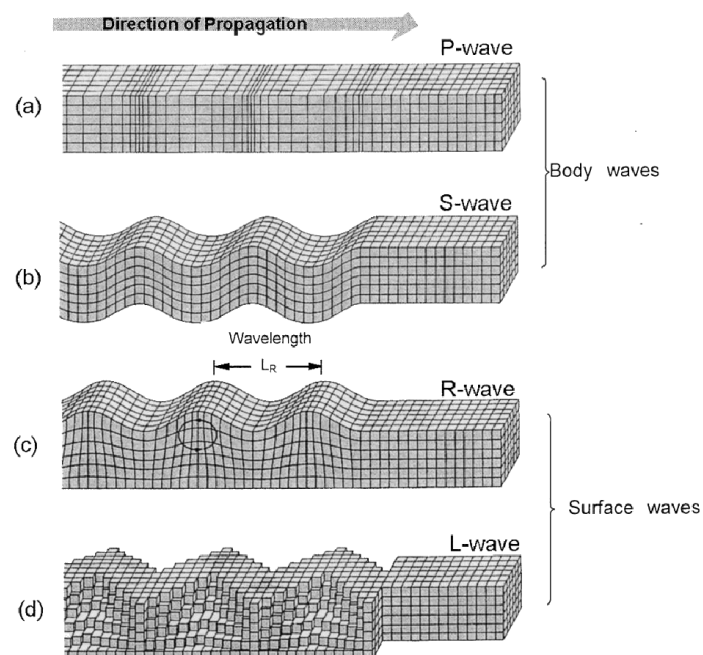 Direction of Propagation
P-wave
(a)
Body waves
S-wave
(b)
Wavelength
L_R
R-wave
(c)
Surface waves
L-wave
(d)